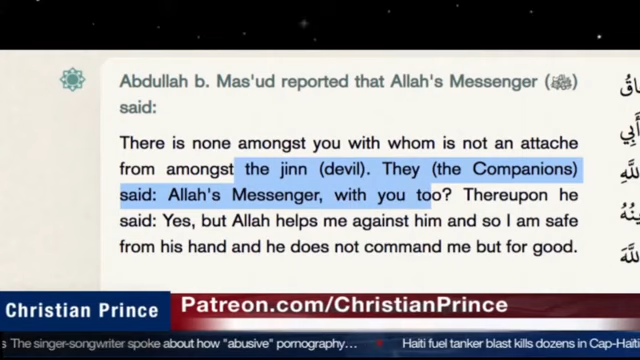 Abdullah b. Mas'ud reported that Allah's Messenger (ﷺ)
said:
There is none amongst you with whom is not an attache
from amongst the jinn (devil). They (the Companions)
said: Allah's Messenger, with you too? Thereupon he
said: Yes, but Allah helps me against him and so I am safe
from his hand and he does not command me but for good.
Christian Prince
Patreon.com/ChristianPrince
The singer-songwriter spoke about how "abusive" pornography…
Haiti fuel tanker blast kills dozens in Cap-Haiti